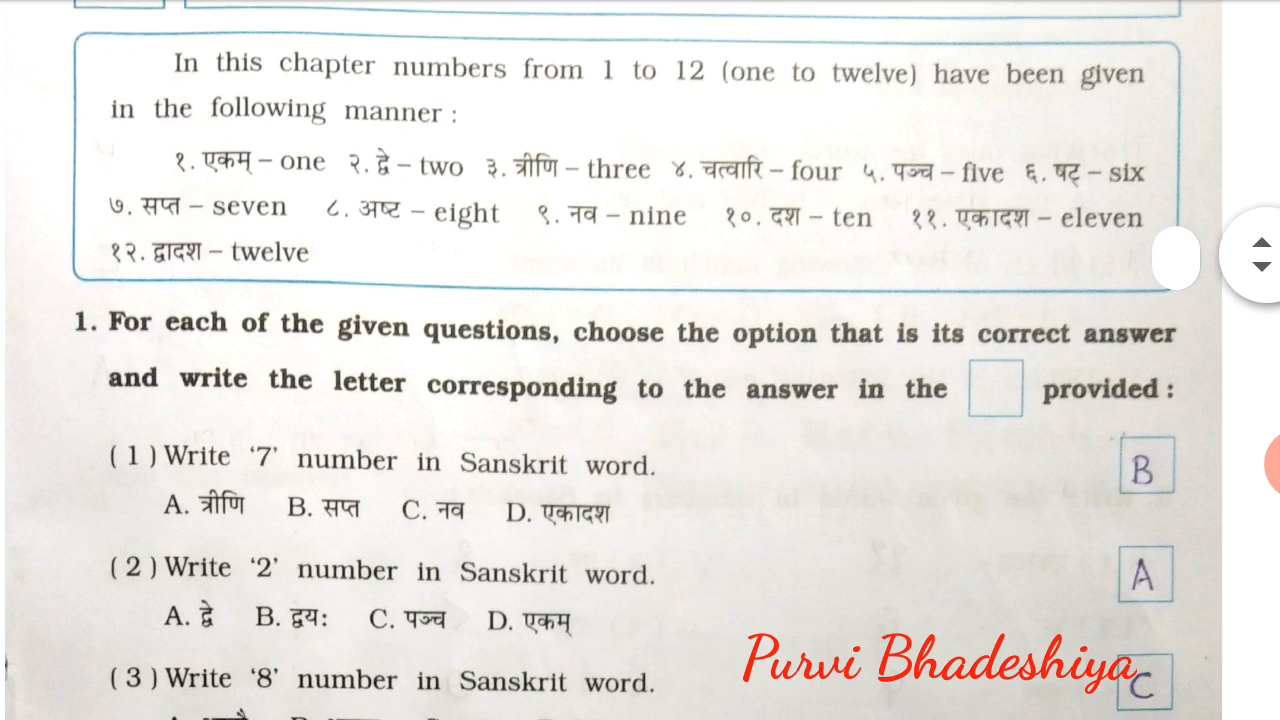 In this chapter numbers from 1 to 12 (one to twelve) have been given
in the following manner :
१. एकम् – one २. द्वे – two ३. त्रीणि – three ४. चत्वारि – four ५. पञ्च – five ६. षट् – six
७. सप्त – seven ८. अष्ट – eight ९. नव – nine १०. दश – ten ११. एकादश – eleven
१२. द्वादश – twelve
1. For each of the given questions, choose the option that is its correct answer
and write the letter corresponding to the answer in the provided :
( 1 ) Write ‘7’ number in Sanskrit word. B
A. त्रीणि B. सप्त C. नव D. एकादश
( 2 ) Write ‘2’ number in Sanskrit word. A
A. द्वे B. द्वयः C. पञ्च D. एकम्
Purvi Bhadeshiya
( 3 ) Write ‘8’ number in Sanskrit word. C